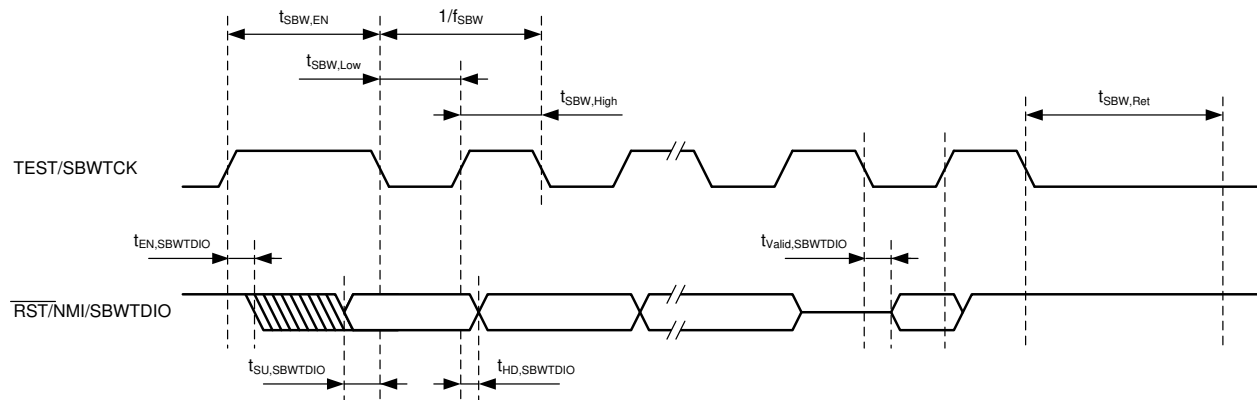 tSBW,EN
1/fSBW
tSBW,Low
tSBW,High
tSBW,Ret
TEST/SBWTCK
tEN,SBWTDIO
tValid,SBWTDIO
RST/NMI/SBWTDIO
tSU,SBWTDIO
tHD,SBWTDIO